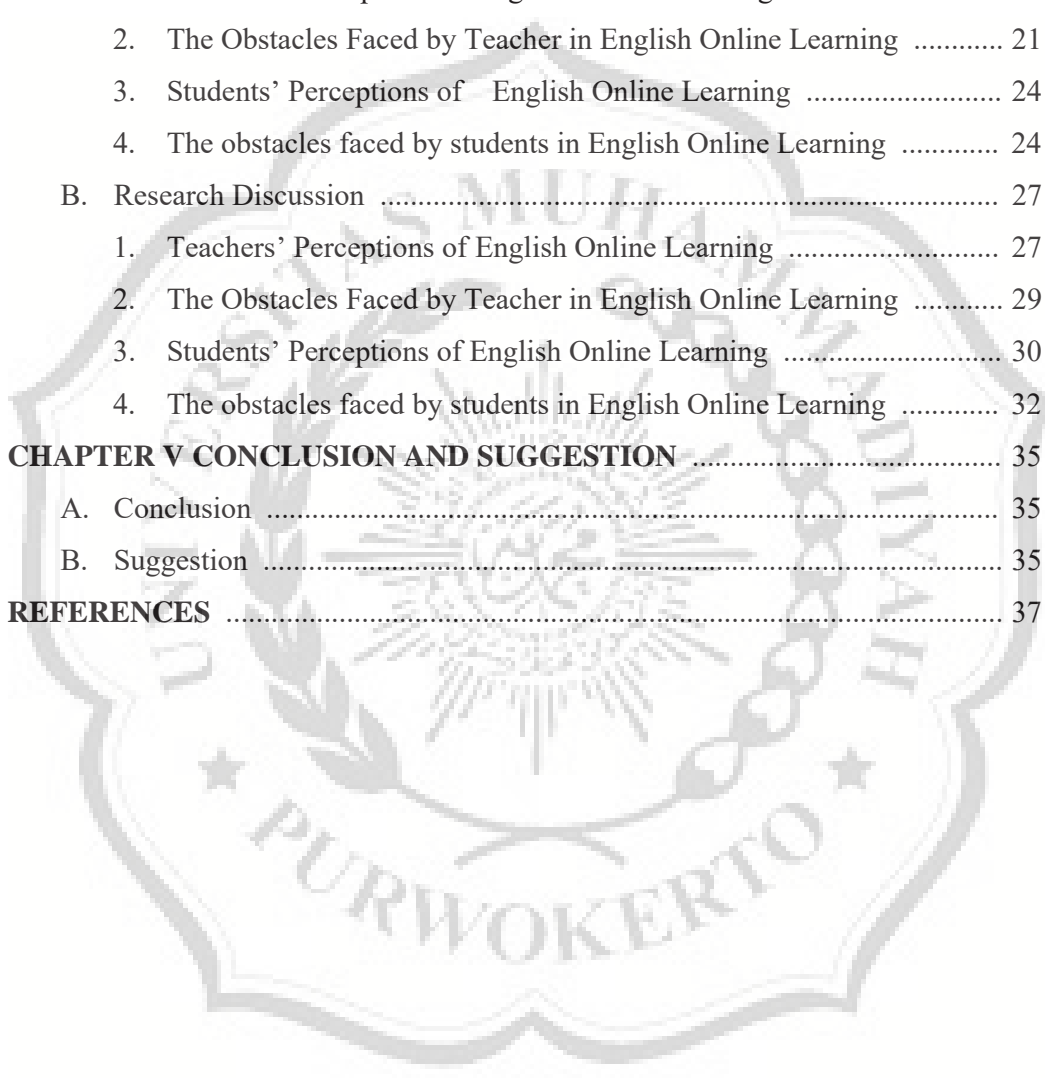 2. The Obstacles Faced by Teacher in English Online Learning ............ 21
3. Students’ Perceptions of English Online Learning ......................... 24
4. The obstacles faced by students in English Online Learning ............. 24
B. Research Discussion ............................................................................... 27
1. Teachers’ Perceptions of English Online Learning ........................... 27
2. The Obstacles Faced by Teacher in English Online Learning ............ 29
3. Students’ Perceptions of English Online Learning ............................ 30
4. The obstacles faced by students in English Online Learning ............. 32
CHAPTER V CONCLUSION AND SUGGESTION ....................................... 35
A. Conclusion ............................................................................................. 35
B. Suggestion .............................................................................................. 35
REFERENCES ................................................................................................... 37
UNIVERSITAS MUHAMMADIYAH
PURWOKERTO